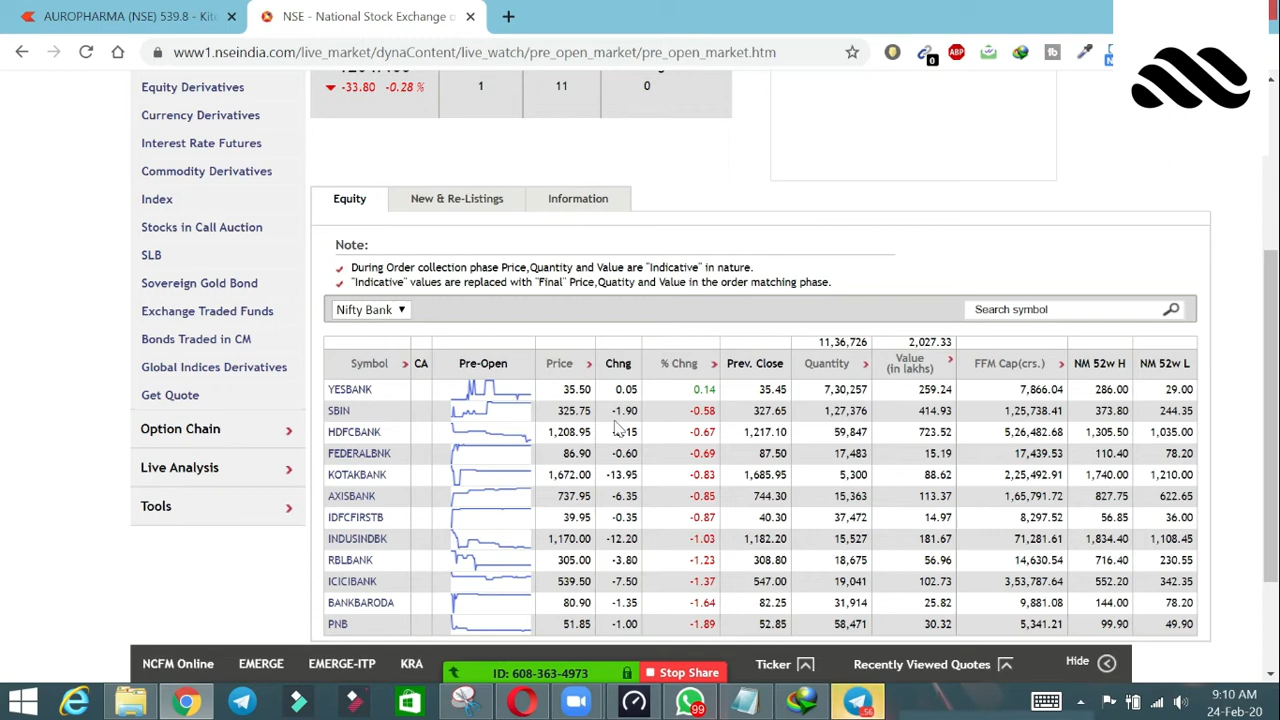 AUROPHARMA (NSE) 539.8 - Kite
NSE - National Stock Exchange o
www1.nseindia.com/live_market/dynaContent/live_watch/pre_open_market/pre_open_market.htm
0
ABP
Equity Derivatives
Currency Derivatives
Interest Rate Futures
Commodity Derivatives
Index
Stocks in Call Auction
SLB
Sovereign Gold Bond
Exchange Traded Funds
Bonds Traded in CM
Global Indices Derivatives
Get Quote
Option Chain
Live Analysis
Tools
-33.80 -0.28 % 1 11 0
Equity New & Re-Listings Information
Note:
During Order collection phase Price,Quantity and Value are "Indicative" in nature.
"Indicative" values are replaced with "Final" Price,Quatity and Value in the order matching phase.
Nifty Bank ▼ Search symbol
11,36,726 2,027.33
Symbol CA Pre-Open Price Chng % Chng Prev. Close Quantity Value (in lakhs) FFM Cap(crs.) NM 52w H NM 52w L
YESBANK 35.50 0.05 0.14 35.45 7,30,257 259.24 7,866.04 286.00 29.00
SBIN 325.75 -1.90 -0.58 327.65 1,27,376 414.93 1,25,738.41 373.80 244.35
HDFCBANK 1,208.95 -0.67 1,217.10 59,847 723.52 5,26,482.68 1,305.50 1,035.00
FEDERALBNK 86.90 -0.60 -0.69 87.50 17,483 15.19 17,439.53 110.40 78.20
KOTAKBANK 1,672.00 -13.95 -0.83 1,685.95 5,300 88.62 2,25,492.91 1,740.00 1,210.00
AXISBANK 737.95 -6.35 -0.85 744.30 15,363 113.37 1,65,791.72 827.75 622.65
IDFCFIRSTB 39.95 -0.35 -0.87 40.30 37,472 14.97 8,297.52 56.85 36.00
INDUSINDBK 1,170.00 -12.20 -1.03 1,182.20 15,527 181.67 71,281.61 1,834.40 1,108.45
RBLBANK 305.00 -3.80 -1.23 308.80 18,675 56.96 14,630.54 716.40 230.55
ICICIBANK 539.50 -7.50 -1.37 547.00 19,041 102.73 3,53,787.64 552.20 342.35
BANKBARODA 80.90 -1.35 -1.64 82.25 31,914 25.82 9,881.08 144.00 78.20
PNB 51.85 -1.00 -1.89 52.85 58,471 30.32 5,341.21 99.90 49.90
NCFM Online EMERGE EMERGE-ITP KRA Ticker Recently Viewed Quotes Hide
ID: 608-363-4973 Stop Share
99
56
9:10 AM
24-Feb-20